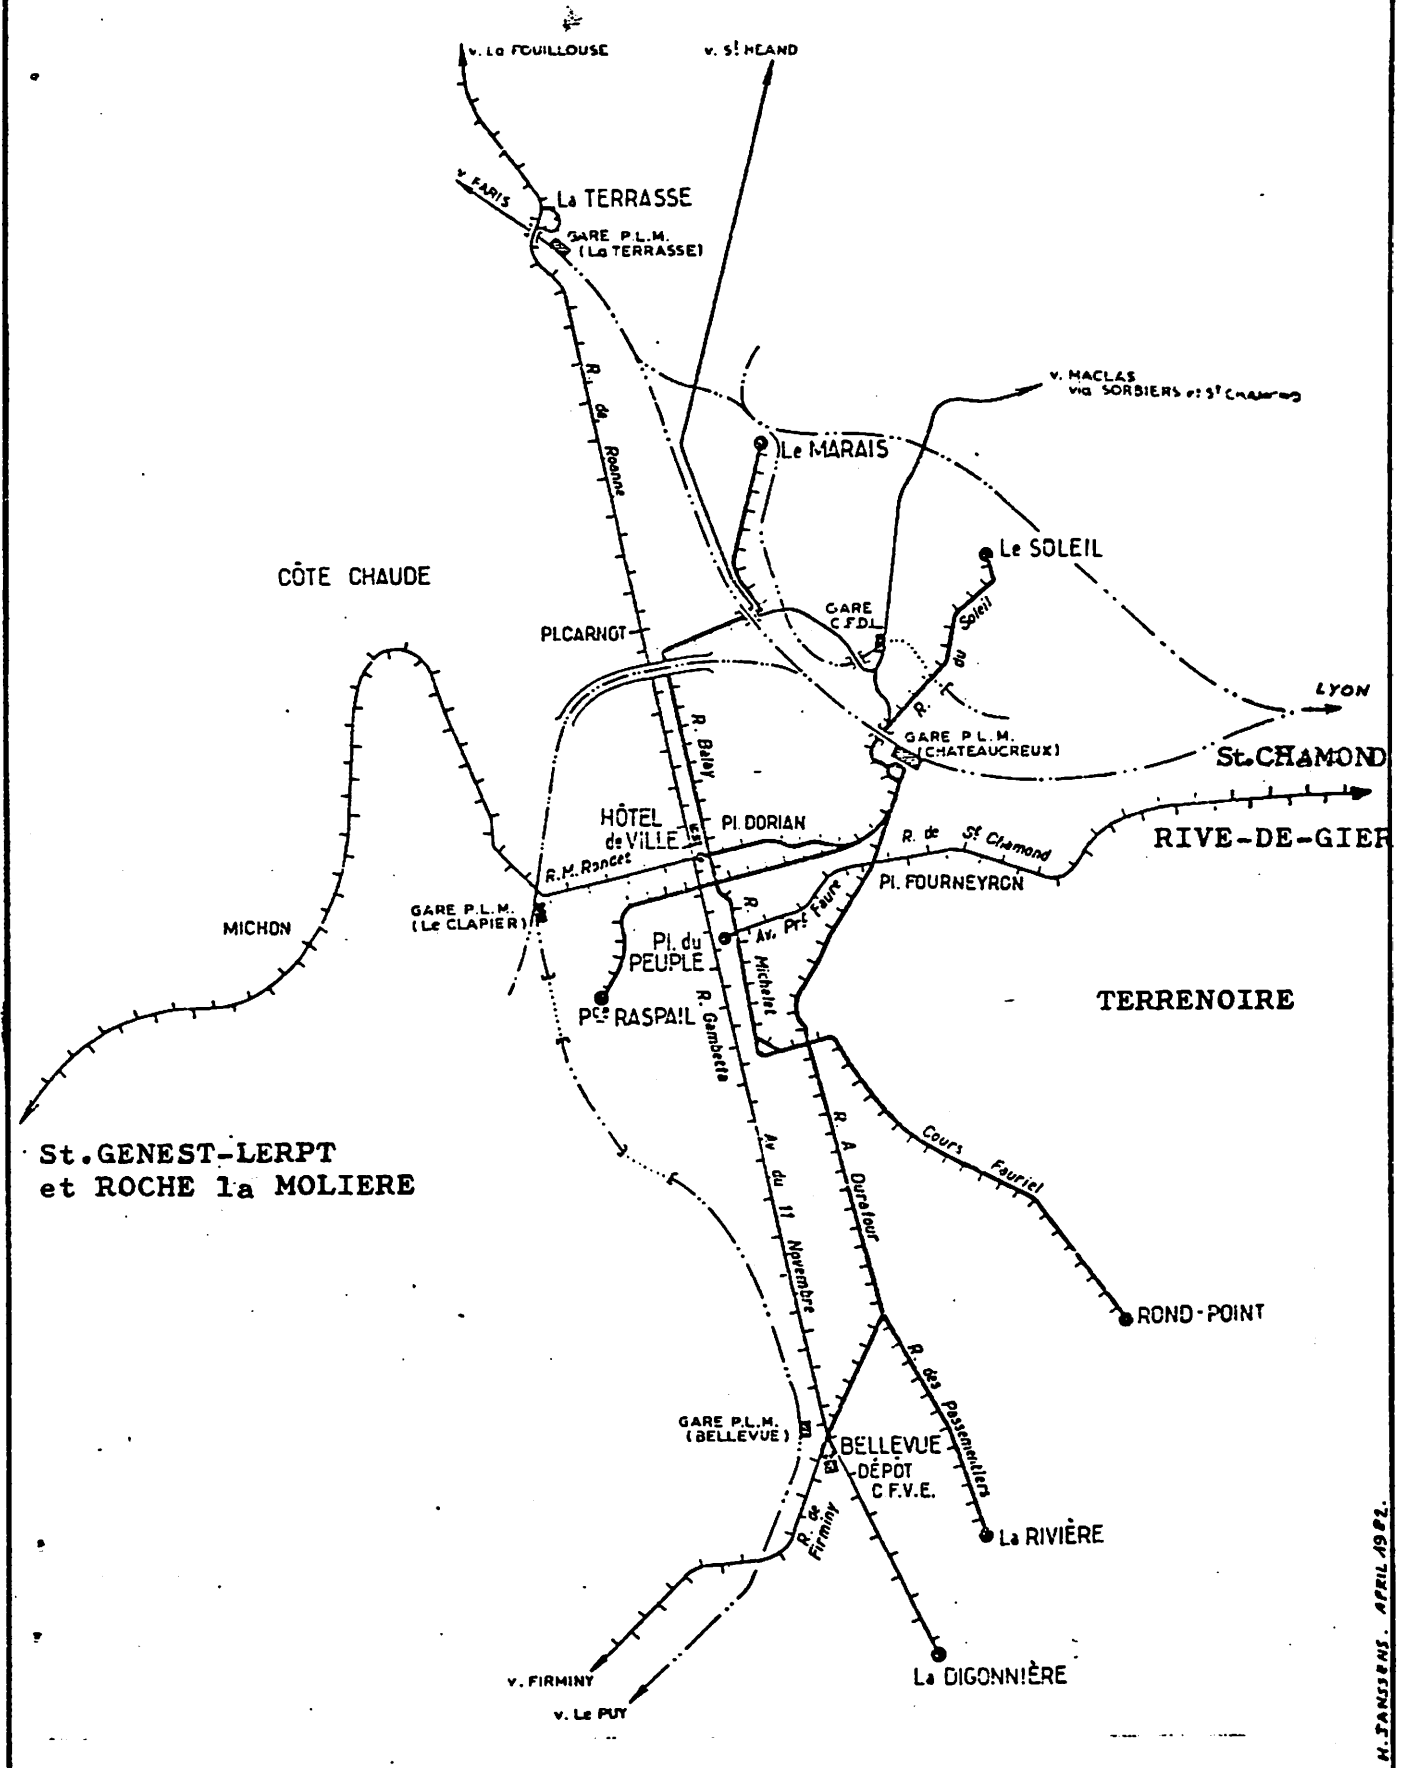 v. La FOUILLOUSE
v. St HEAND
v. PARIS
La TERRASSE
GARE P.L.M.
(La TERRASSE)
R. de Roanne
v. MACLAS
via SORBIERS et St CHAMOND
Le MARAIS
Le SOLEIL
CÔTE CHAUDE
GARE
C.F.D.L
R. du Soleil
PL.CARNOT
LYON
GARE P.L.M.
(CHATEAUCREUX)
St.CHAMOND
R. Balay
HÔTEL
de VILLE
Pl. DORIAN
R. de St Chamond
RIVE-DE-GIER
R.M. Rondet
Pl. FOURNEYRON
GARE P.L.M.
(Le CLAPIER)
MICHON
Av. Prt Faure
Pl. du
PEUPLE
R. Michelet
Pce RASPAIL
R. Gambetta
TERRENOIRE
St.GENEST-LERPT
et ROCHE la MOLIERE
Av du 11 Novembre
R. A Durafour
Cours Fauriel
ROND-POINT
R. des Passementiers
GARE P.L.M.
(BELLEVUE)
BELLEVUE
DÉPÔT
C F.V.E.
R. de
Firminy
La RIVIÈRE
v. FIRMINY
v. Le PUY
La DIGONNIÈRE
H. JANSSENS. APRIL 1982.